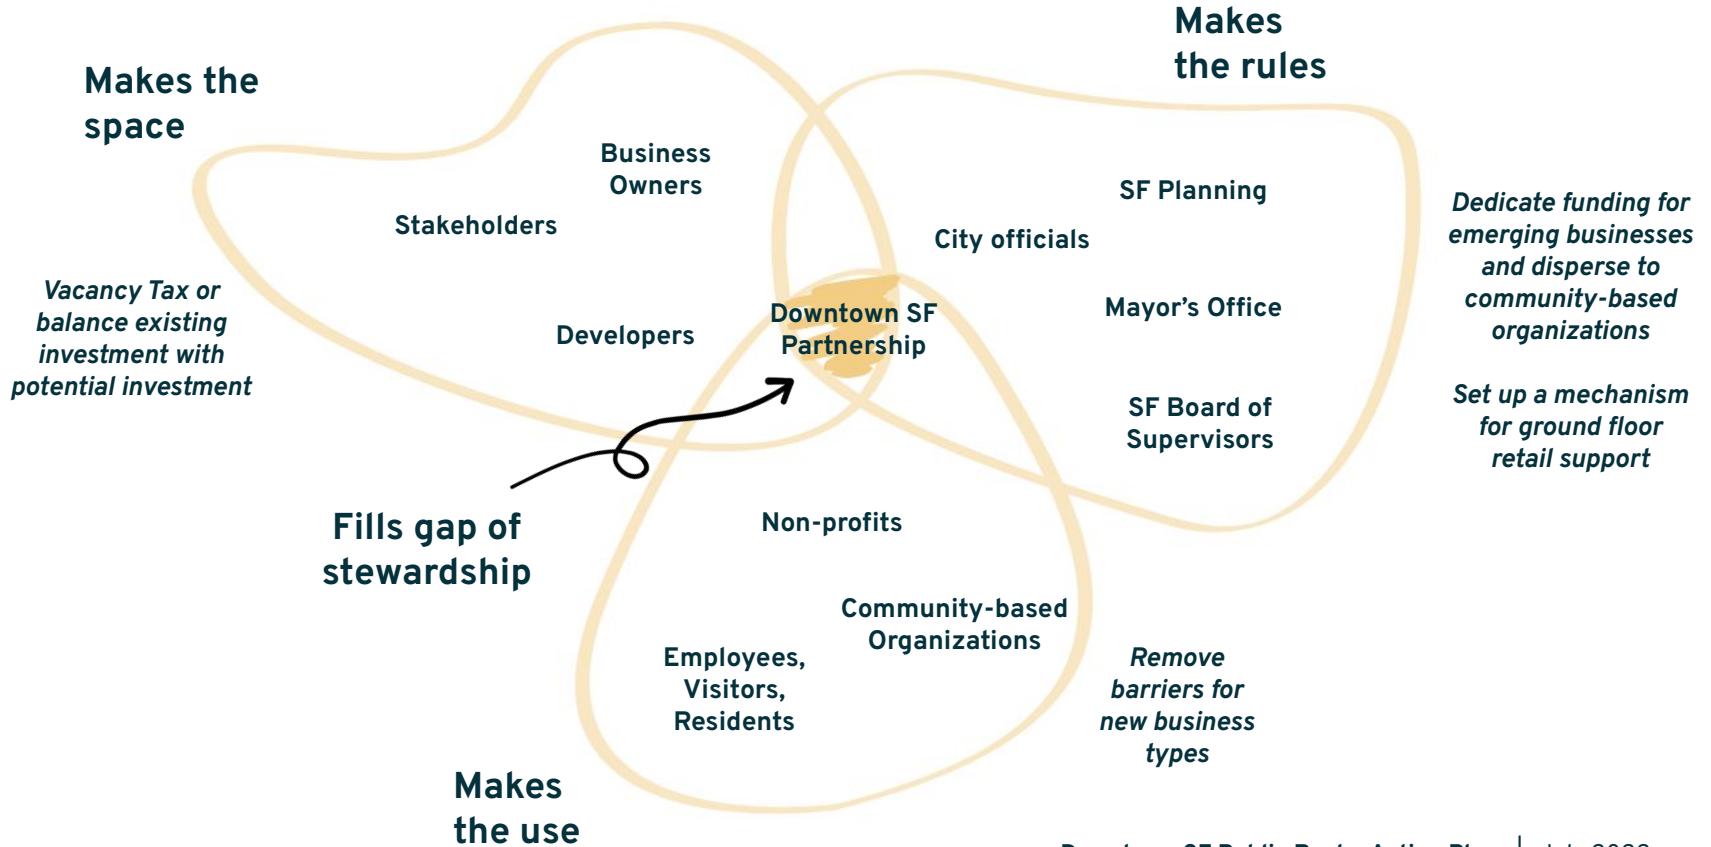 Makes the
space
Makes
the rules
Business
Owners
Stakeholders
Developers
SF Planning
City officials
Mayor's Office
SF Board of
Supervisors
Downtown SF
Partnership
Vacancy Tax or
balance existing
investment with
potential investment
Dedicate funding for
emerging businesses
and disperse to
community-based
organizations
Set up a mechanism
for ground floor
retail support
Fills gap of
stewardship
Non-profits
Community-based
Organizations
Employees,
Visitors,
Residents
Remove
barriers for
new business
types
Makes
the use